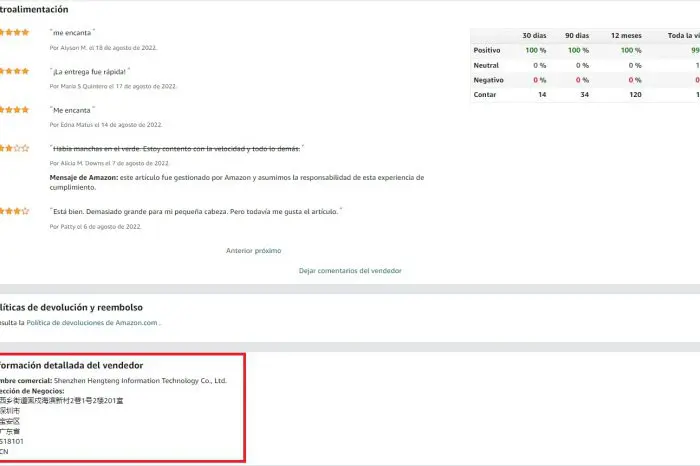 troalimentación
"me encanta"
Por Alyson M. el 18 de agosto de 2022.
"¡La entrega fue rápida!"
Por Maria S Quintero el 17 de agosto de 2022.
"Me encanta"
Por Edna Matus el 14 de agosto de 2022.
"Había manchas en el verde. Estoy contento con la velocidad y todo lo demás."
Por Alicia M. Downs el 7 de agosto de 2022.
Mensaje de Amazon: este artículo fue gestionado por Amazon y asumimos la responsabilidad de esta experiencia de
cumplimiento.
"Está bien. Demasiado grande para mi pequeña cabeza. Pero todavía me gusta el artículo."
Por Patty el 6 de agosto de 2022.
Anterior próximo
Dejar comentarios del vendedor
30 días 90 días 12 meses Toda la vi
Positivo 100 % 100 % 100 % 99
Neutral 0 % 0 % 0 % 1
Negativo 0 % 0 % 0 % 0
Contar 14 34 120 1
líticas de devolución y reembolso
nsulta la Política de devoluciones de Amazon.com .
formación detallada del vendedor
mbre comercial: Shenzhen Hengteng Information Technology Co., Ltd.
ección de Negocios:
西乡街道固戍海滨新村2巷1号2楼201室
深圳市
宝安区
广东省
518101
CN